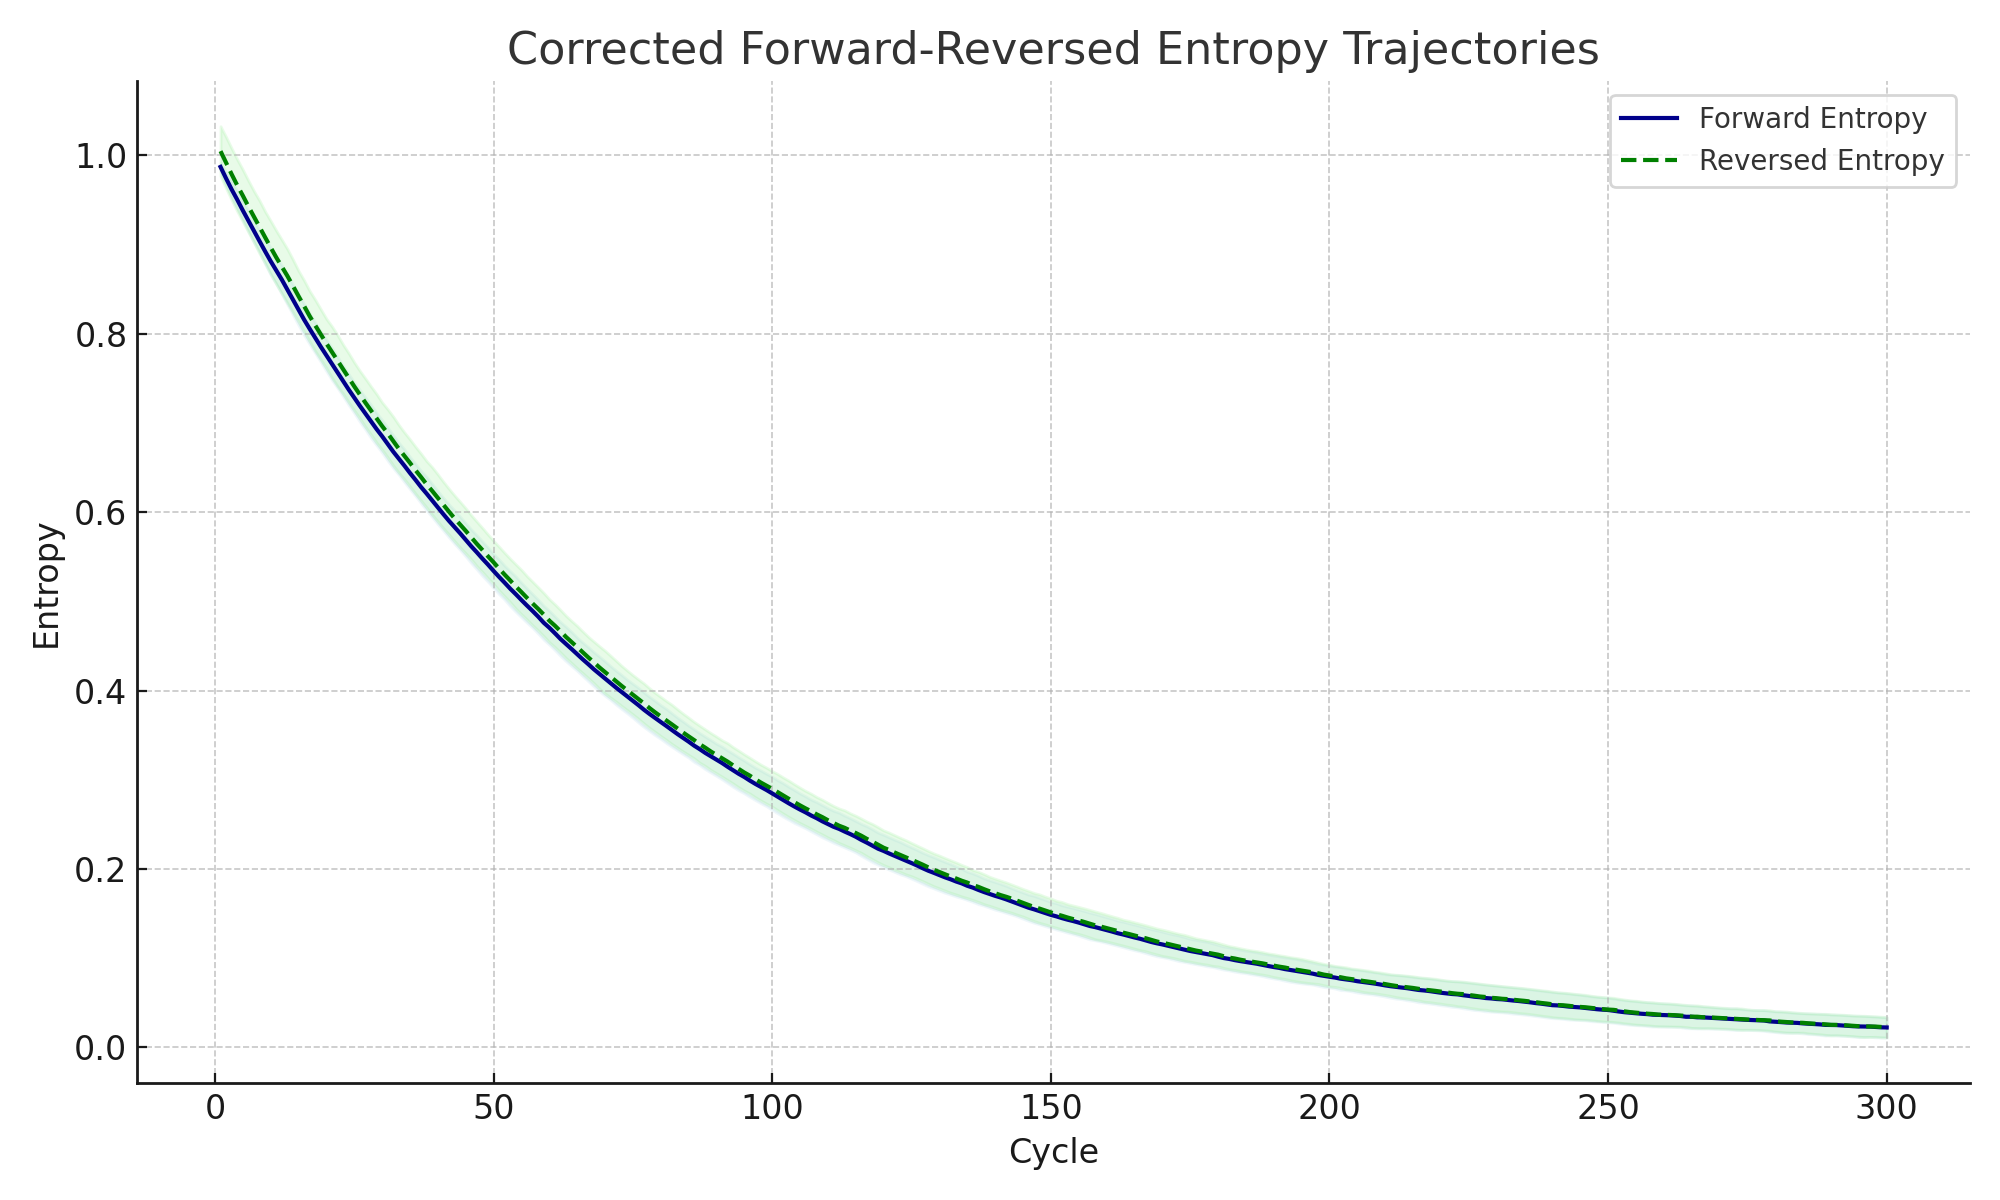 Corrected Forward-Reversed Entropy Trajectories
Forward Entropy
Reversed Entropy
Entropy
1.0
0.8
0.6
0.4
0.2
0.0
0 50 100 150 200 250 300
Cycle